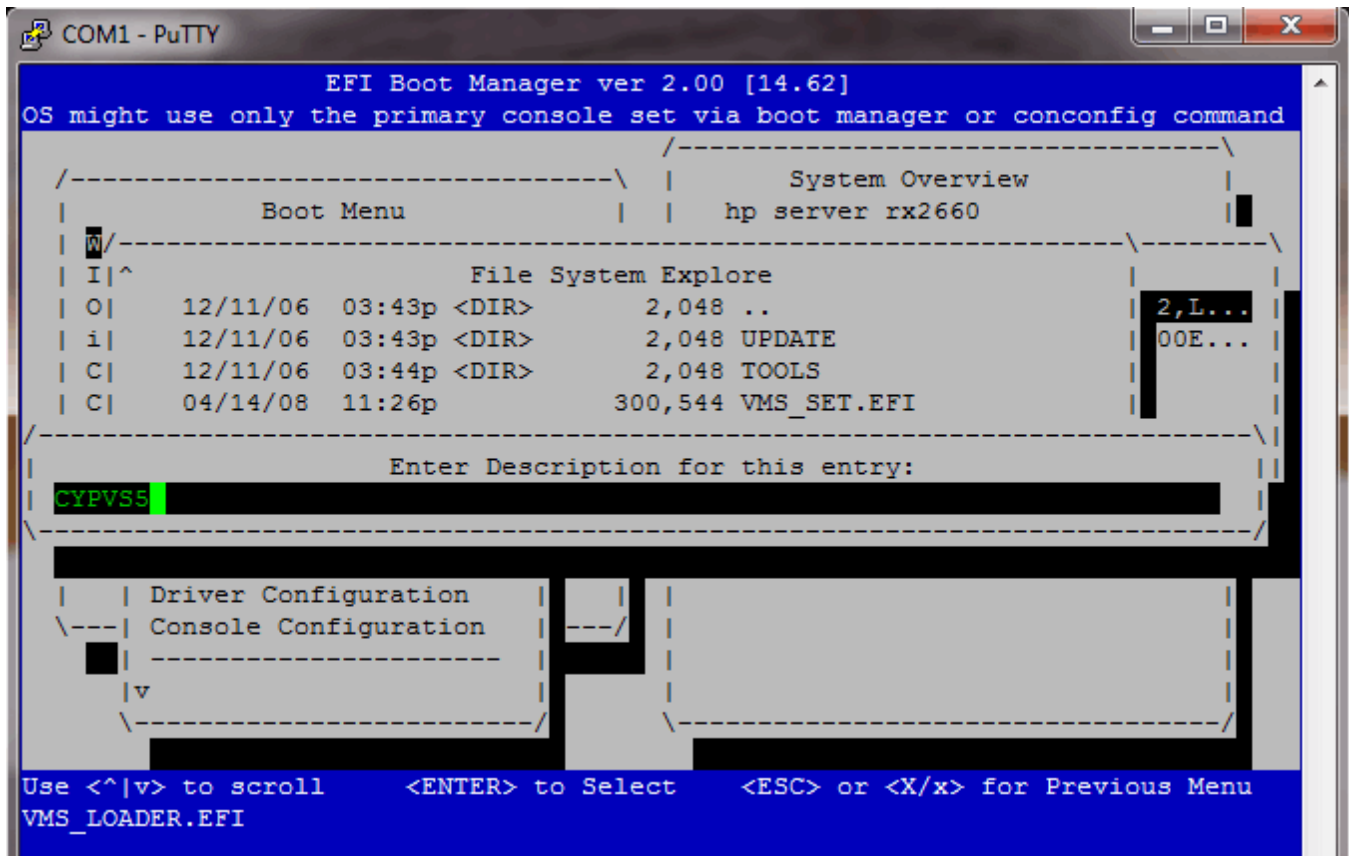 COM1 - PuTTY
EFI Boot Manager ver 2.00 [14.62]
OS might use only the primary console set via boot manager or conconfig command
/----------------------------------\
/----------------------------------\ | System Overview |
| Boot Menu | | hp server rx2660 |
| W/---------------------------------------------------------------\--------\
| I|^ File System Explore | |
| O| 12/11/06 03:43p <DIR> 2,048 .. | 2,L... |
| i| 12/11/06 03:43p <DIR> 2,048 UPDATE | 00E... |
| C| 12/11/06 03:44p <DIR> 2,048 TOOLS | |
| C| 04/14/08 11:26p 300,544 VMS_SET.EFI | |
/----------------------------------------------------------------------------\|
| Enter Description for this entry: ||
| CYPVS5 |
\----------------------------------------------------------------------------/
| | Driver Configuration | | | |
\---| Console Configuration | ---/ | |
| ---------------------- | | |
|v | | |
\-------------------------/ \----------------------------------/
Use <^|v> to scroll <ENTER> to Select <ESC> or <X/x> for Previous Menu
VMS_LOADER.EFI